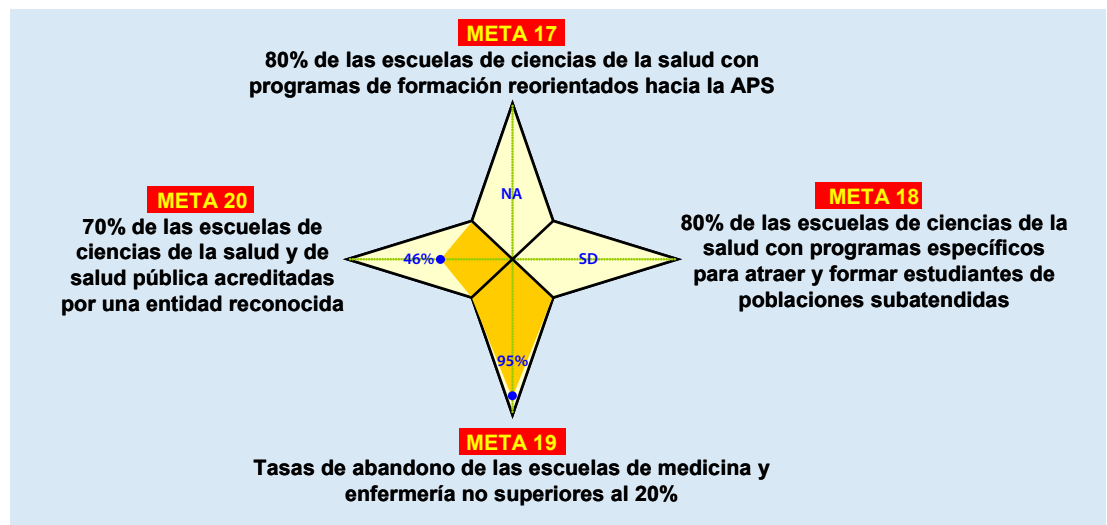 META 17
80% de las escuelas de ciencias de la salud con
programas de formación reorientados hacia la APS
NA
META 20
70% de las escuelas de
ciencias de la salud y de
salud pública acreditadas
por una entidad reconocida
46%
SD
META 18
80% de las escuelas de ciencias de la
salud con programas específicos
para atraer y formar estudiantes de
poblaciones subatendidas
95%
META 19
Tasas de abandono de las escuelas de medicina y
enfermería no superiores al 20%